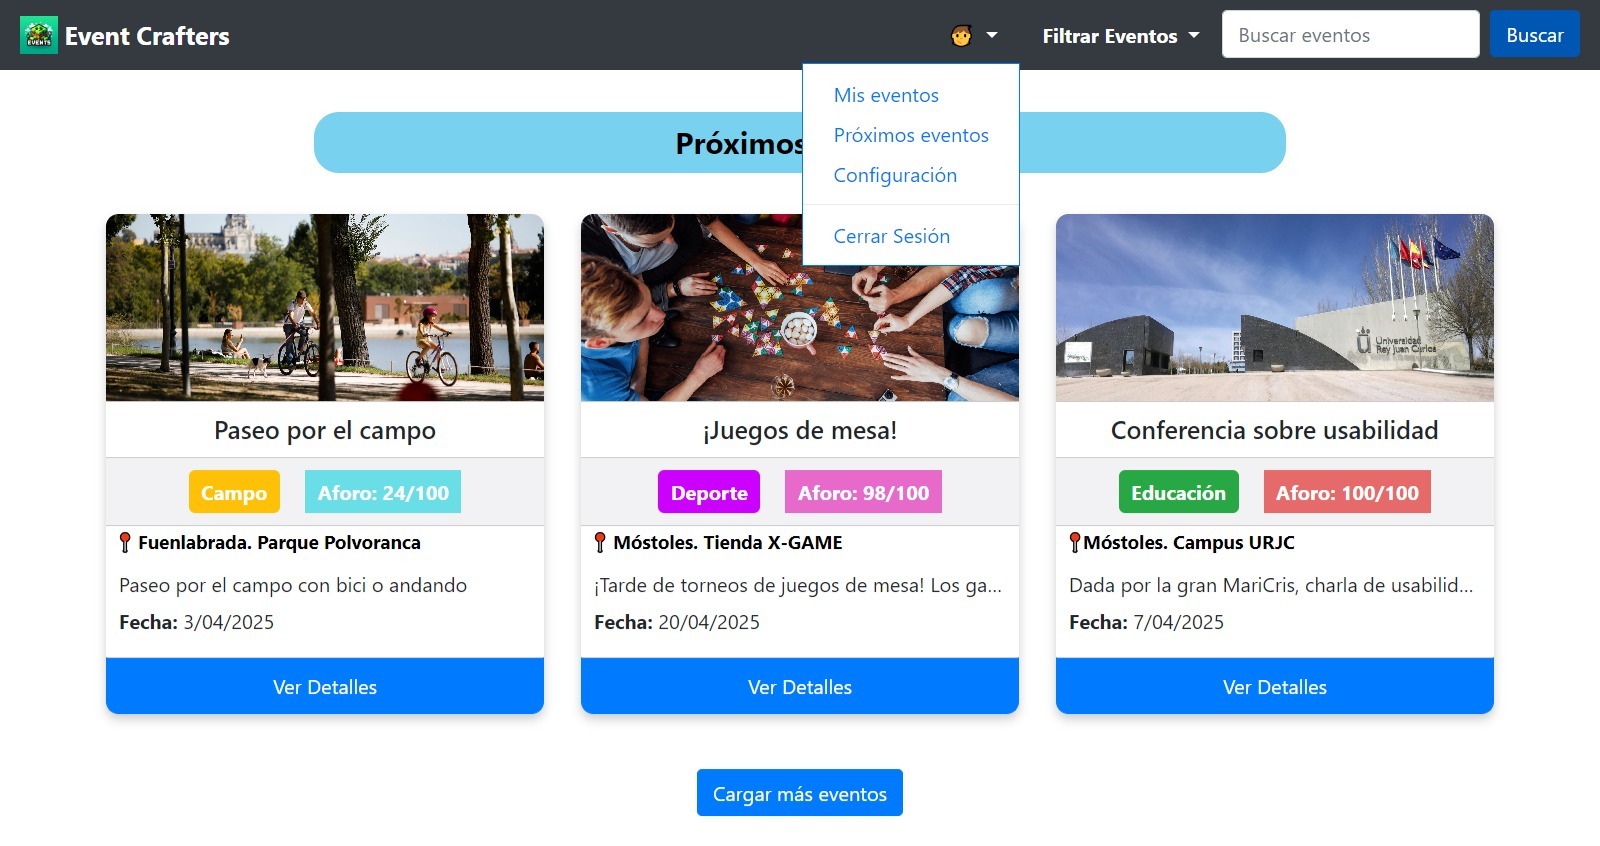 EVENTS
Event Crafters
Filtrar Eventos
Buscar eventos
Buscar
Mis eventos
Próximos eventos
Configuración
Cerrar Sesión
Próximos
Universidad
Rey Juan Carlos
Paseo por el campo
¡Juegos de mesa!
Conferencia sobre usabilidad
Campo
Aforo: 24/100
Deporte
Aforo: 98/100
Educación
Aforo: 100/100
Fuenlabrada. Parque Polvoranca
Móstoles. Tienda X-GAME
Móstoles. Campus URJC
Paseo por el campo con bici o andando
¡Tarde de torneos de juegos de mesa! Los ga...
Dada por la gran MariCris, charla de usabilid...
Fecha: 3/04/2025
Fecha: 20/04/2025
Fecha: 7/04/2025
Ver Detalles
Ver Detalles
Ver Detalles
Cargar más eventos